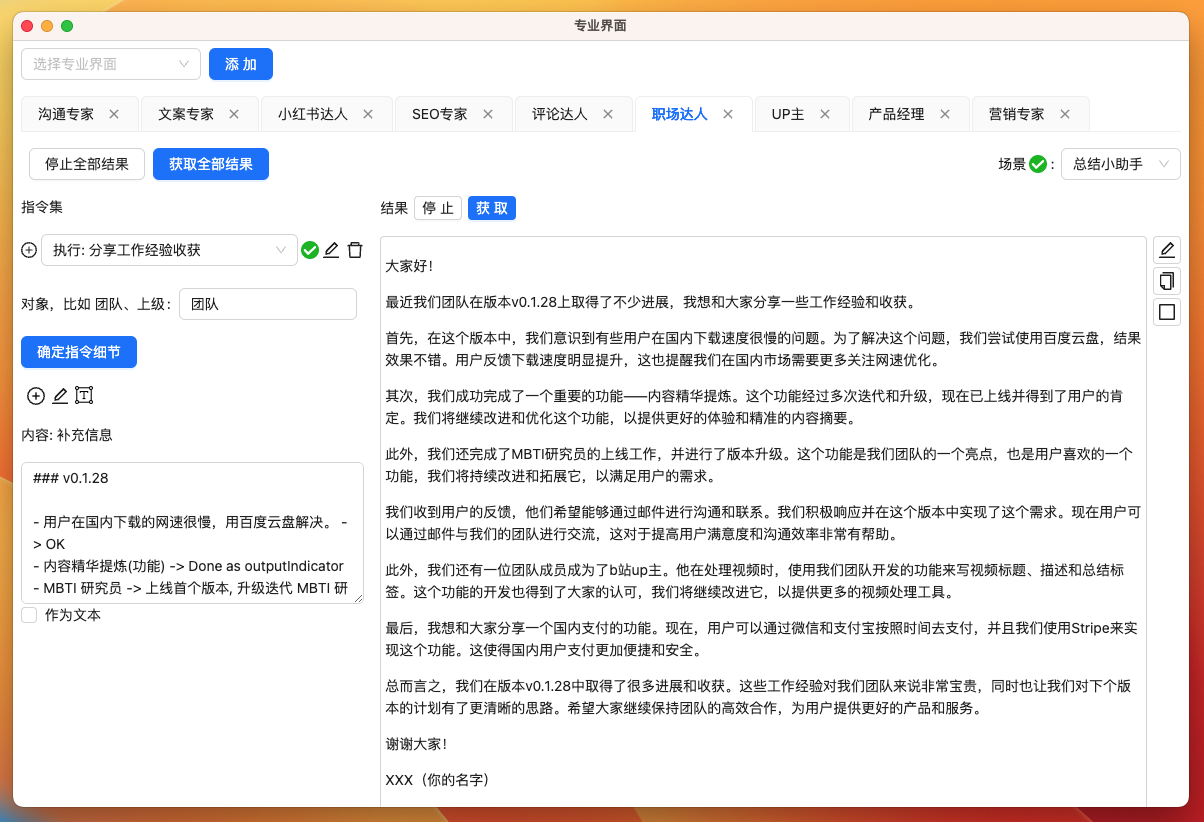 专业界面
选择专业界面 添 加
沟通专家 文案专家 小红书达人 SEO专家 评论达人 职场达人 UP主 产品经理 营销专家
停止全部结果 获取全部结果 场景 : 总结小助手
指令集
执行: 分享工作经验收获
对象，比如 团队、上级: 团队
确定指令细节
内容: 补充信息
### v0.1.28
- 用户在国内下载的网速很慢，用百度云盘解决。 -
> OK
- 内容精华提炼(功能) -> Done as outputIndicator
- MBTI 研究员 -> 上线首个版本, 升级迭代 MBTI 研
作为文本
结果 停 止 获 取
大家好！
最近我们团队在版本v0.1.28上取得了不少进展，我想和大家分享一些工作经验和收获。
首先，在这个版本中，我们意识到有些用户在国内下载速度很慢的问题。为了解决这个问题，我们尝试使用百度云盘，结果
效果不错。用户反馈下载速度明显提升，这也提醒我们在国内市场需要更多关注网速优化。
其次，我们成功完成了一个重要的功能——内容精华提炼。这个功能经过多次迭代和升级，现在已上线并得到了用户的肯
定。我们将继续改进和优化这个功能，以提供更好的体验和精准的内容摘要。
此外，我们还完成了MBTI研究员的上线工作，并进行了版本升级。这个功能是我们团队的一个亮点，也是用户喜欢的一个
功能，我们将持续改进和拓展它，以满足用户的需求。
我们收到用户的反馈，他们希望能够通过邮件进行沟通和联系。我们积极响应并在这个版本中实现了这个需求。现在用户可
以通过邮件与我们的团队进行交流，这对于提高用户满意度和沟通效率非常有帮助。
此外，我们还有一位团队成员成为了b站up主。他在处理视频时，使用我们团队开发的功能来写视频标题、描述和总结标
签。这个功能的开发也得到了大家的认可，我们将继续改进它，以提供更多的视频处理工具。
最后，我想和大家分享一个国内支付的功能。现在，用户可以通过微信和支付宝按照时间去支付，并且我们使用Stripe来实
现这个功能。这使得国内用户支付更加便捷和安全。
总而言之，我们在版本v0.1.28中取得了很多进展和收获。这些工作经验对我们团队来说非常宝贵，同时也让我们对下个版
本的计划有了更清晰的思路。希望大家继续保持团队的高效合作，为用户提供更好的产品和服务。
谢谢大家！
XXX（你的名字）